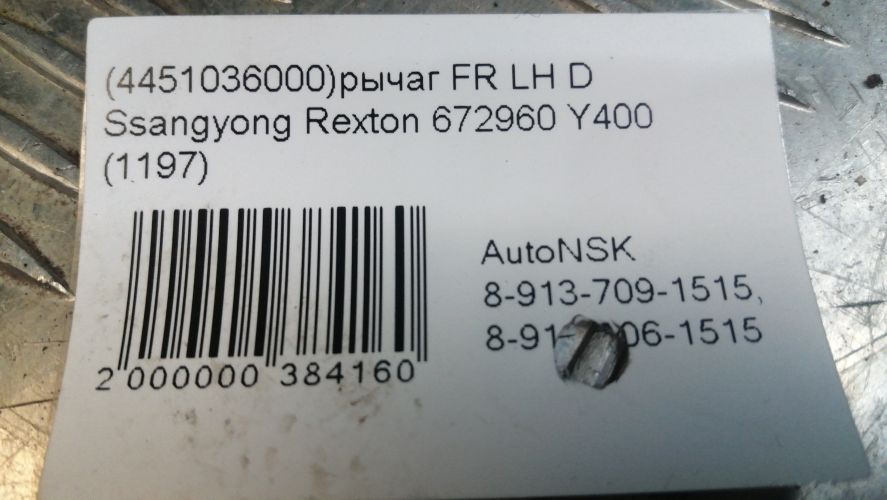 (4451036000)рычаг FR LH D
Ssangyong Rexton 672960 Y400
(1197)
AutoNSK
8-913-709-1515,
2 000000 384160